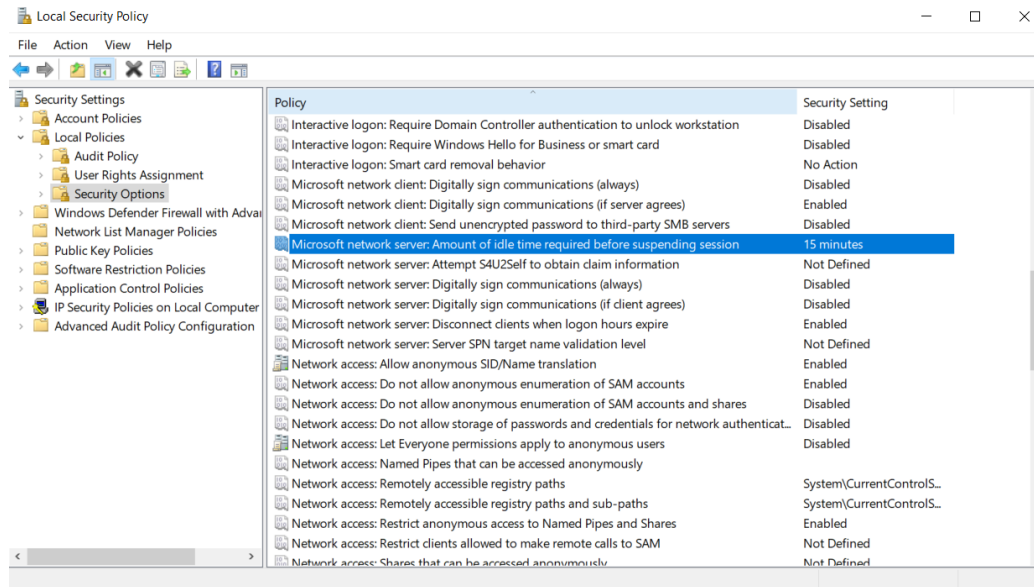 Local Security Policy
File Action View Help
Security Settings
Account Policies
Local Policies
Audit Policy
User Rights Assignment
Security Options
Windows Defender Firewall with Adva
Network List Manager Policies
Public Key Policies
Software Restriction Policies
Application Control Policies
IP Security Policies on Local Computer
Advanced Audit Policy Configuration
Policy Security Setting
Interactive logon: Require Domain Controller authentication to unlock workstation Disabled
Interactive logon: Require Windows Hello for Business or smart card Disabled
Interactive logon: Smart card removal behavior No Action
Microsoft network client: Digitally sign communications (always) Disabled
Microsoft network client: Digitally sign communications (if server agrees) Enabled
Microsoft network client: Send unencrypted password to third-party SMB servers Disabled
Microsoft network server: Amount of idle time required before suspending session 15 minutes
Microsoft network server: Attempt S4U2Self to obtain claim information Not Defined
Microsoft network server: Digitally sign communications (always) Disabled
Microsoft network server: Digitally sign communications (if client agrees) Disabled
Microsoft network server: Disconnect clients when logon hours expire Enabled
Microsoft network server: Server SPN target name validation level Not Defined
Network access: Allow anonymous SID/Name translation Enabled
Network access: Do not allow anonymous enumeration of SAM accounts Enabled
Network access: Do not allow anonymous enumeration of SAM accounts and shares Disabled
Network access: Do not allow storage of passwords and credentials for network authenticat... Disabled
Network access: Let Everyone permissions apply to anonymous users Disabled
Network access: Named Pipes that can be accessed anonymously
Network access: Remotely accessible registry paths System\CurrentControlS...
Network access: Remotely accessible registry paths and sub-paths System\CurrentControlS...
Network access: Restrict anonymous access to Named Pipes and Shares Enabled
Network access: Restrict clients allowed to make remote calls to SAM Not Defined
Network access: Shares that can be accessed anonymously Not Defined